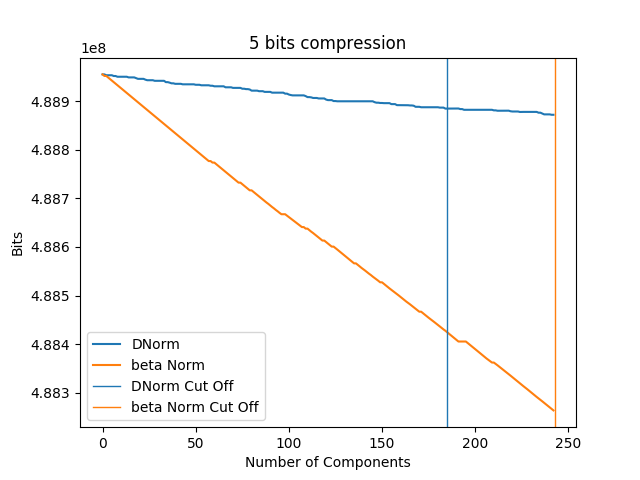 5 bits compression
1e8
4.889
4.888
4.887
4.886
4.885
4.884
4.883
Bits
DNorm
beta Norm
DNorm Cut Off
beta Norm Cut Off
0 50 100 150 200 250
Number of Components